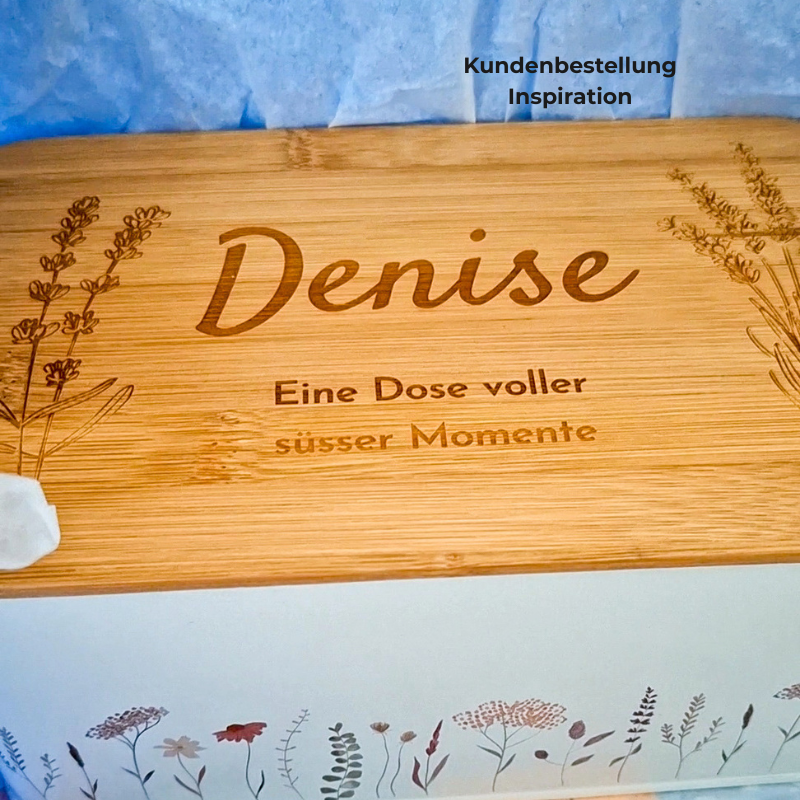 Kundenbestellung
Inspiration
Denise
Eine Dose voller
süsser Momente